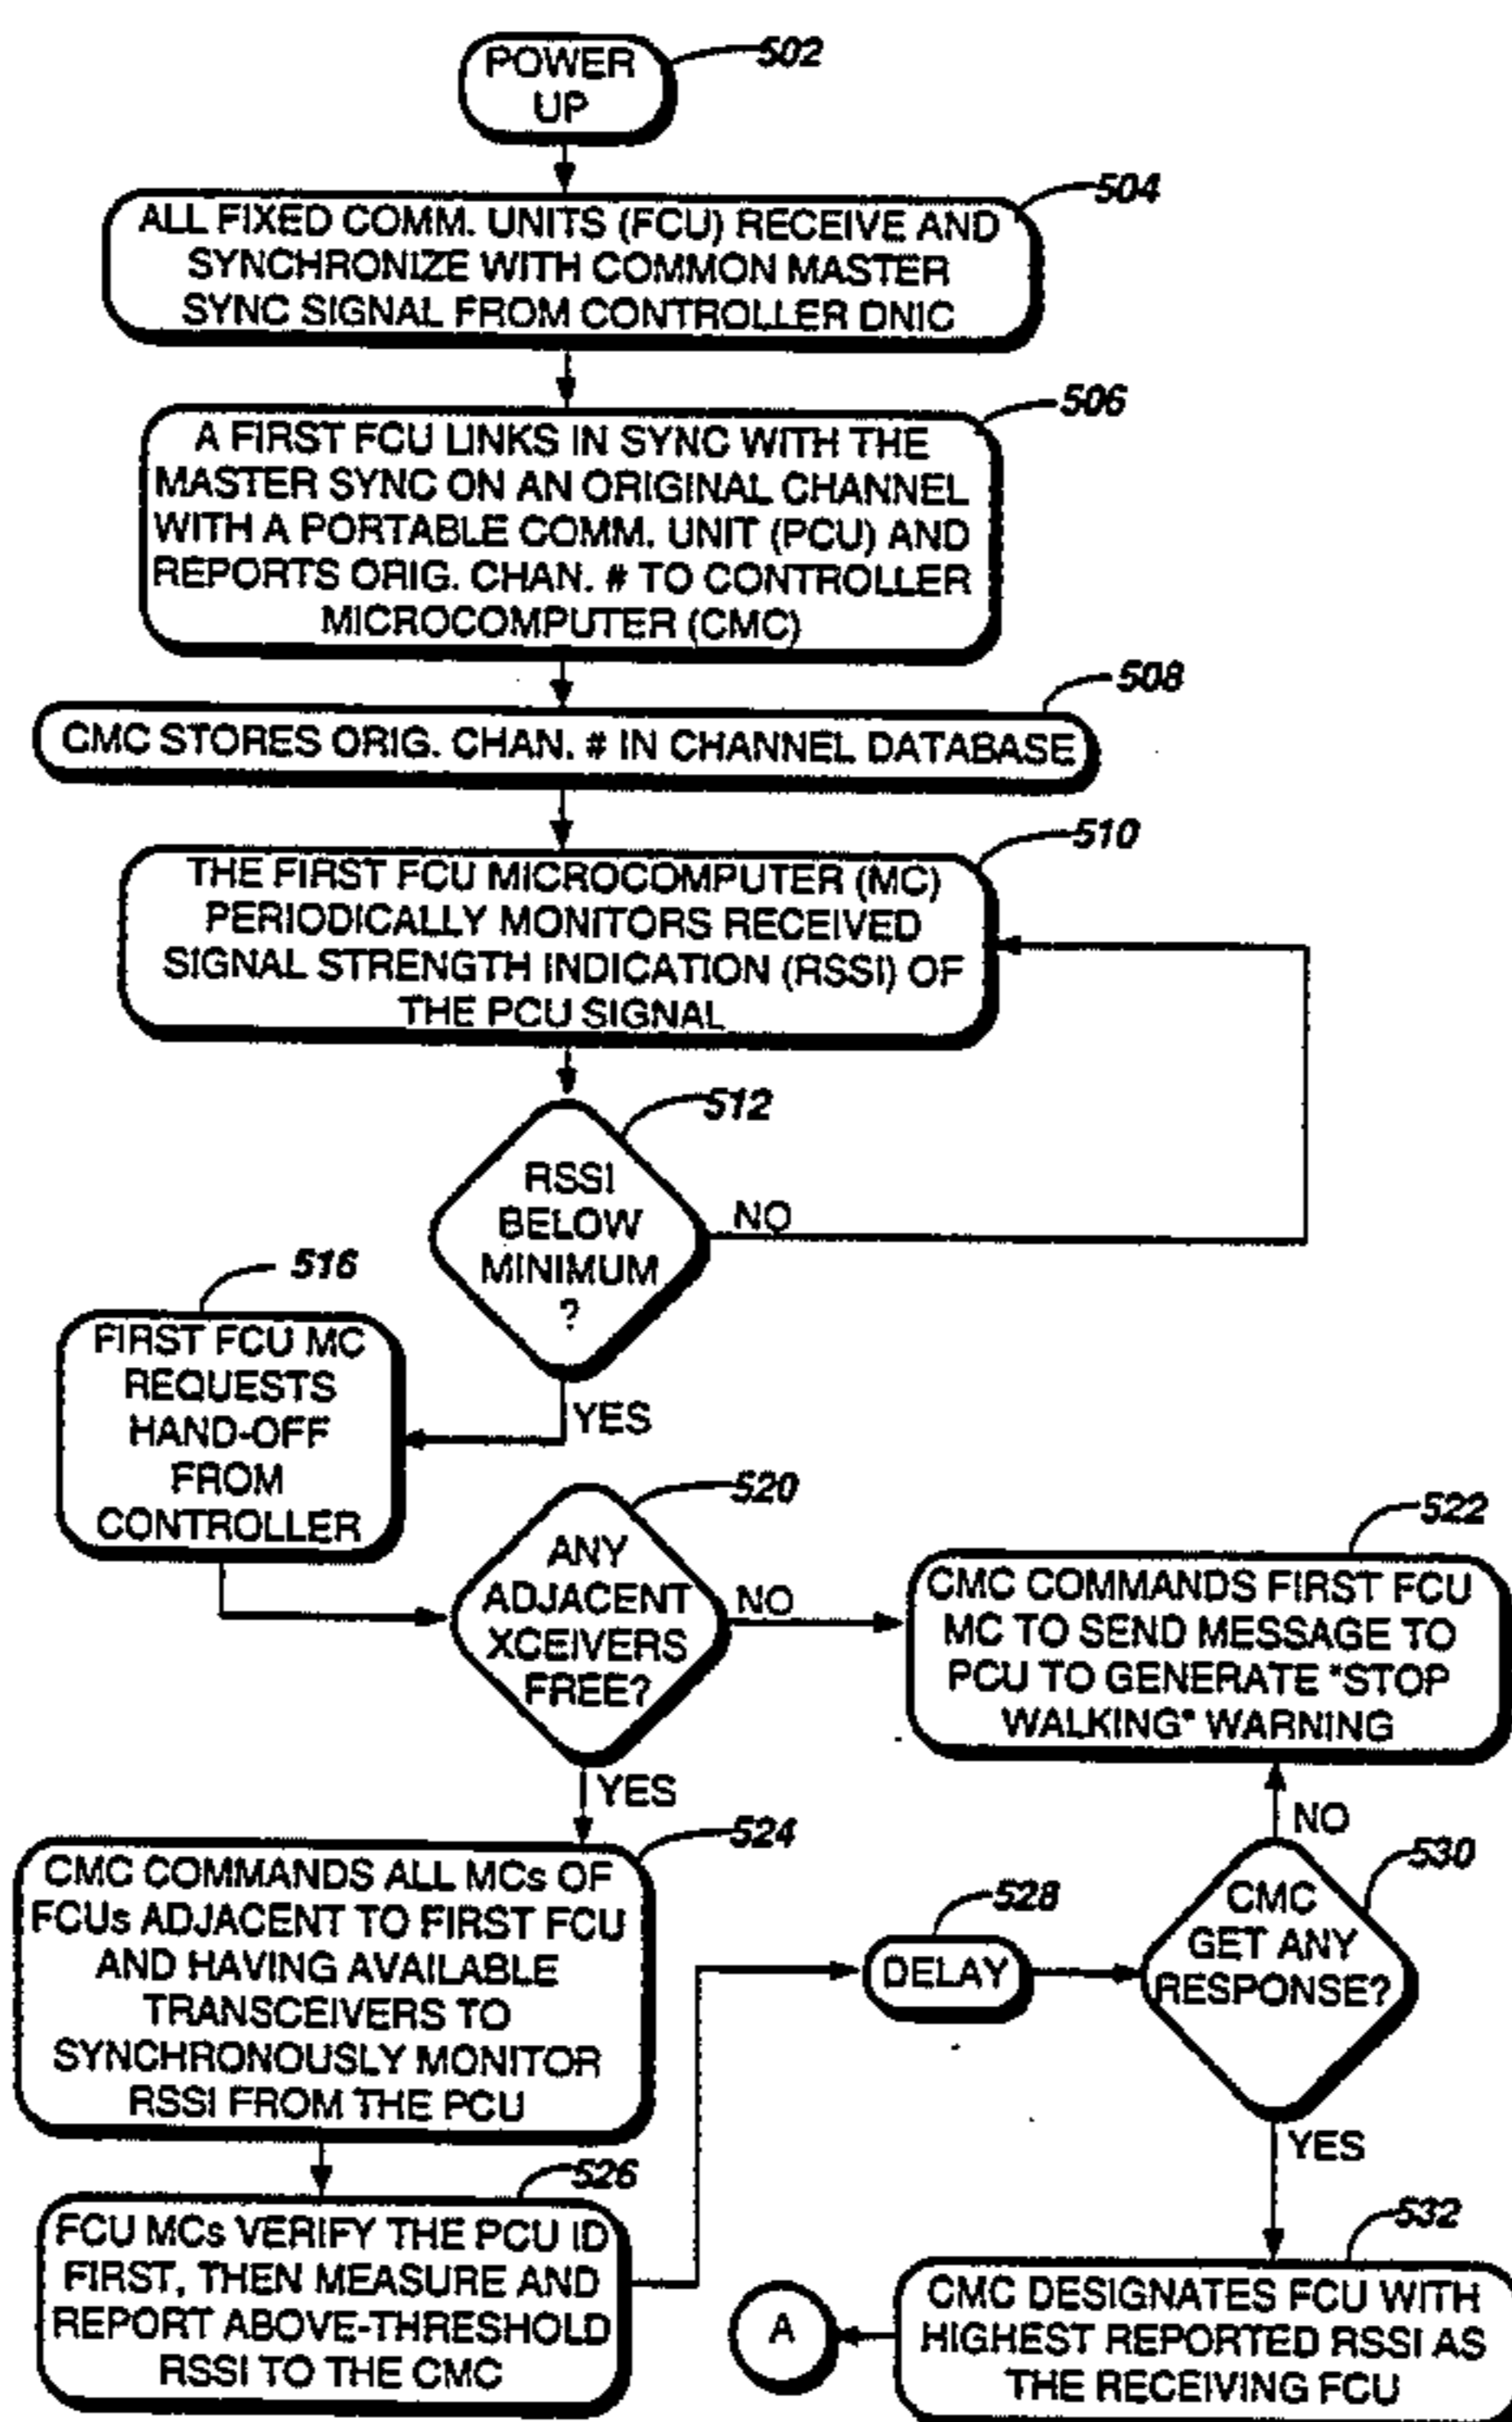 POWER
UP
502
504
ALL FIXED COMM. UNITS (FCU) RECEIVE AND
SYNCHRONIZE WITH COMMON MASTER
SYNC SIGNAL FROM CONTROLLER DNIC
506
A FIRST FCU LINKS IN SYNC WITH THE
MASTER SYNC ON AN ORIGINAL CHANNEL
WITH A PORTABLE COMM. UNIT (PCU) AND
REPORTS ORIG. CHAN. # TO CONTROLLER
MICROCOMPUTER (CMC)
508
CMC STORES ORIG. CHAN. # IN CHANNEL DATABASE
510
THE FIRST FCU MICROCOMPUTER (MC)
PERIODICALLY MONITORS RECEIVED
SIGNAL STRENGTH INDICATION (RSSI) OF
THE PCU SIGNAL
512
RSSI
BELOW
MINIMUM
?
NO
YES
516
FIRST FCU MC
REQUESTS
HAND-OFF
FROM
CONTROLLER
520
ANY
ADJACENT
XCEIVERS
FREE?
NO
YES
522
CMC COMMANDS FIRST FCU
MC TO SEND MESSAGE TO
PCU TO GENERATE "STOP
WALKING" WARNING
524
CMC COMMANDS ALL MCs OF
FCUs ADJACENT TO FIRST FCU
AND HAVING AVAILABLE
TRANSCEIVERS TO
SYNCHRONOUSLY MONITOR
RSSI FROM THE PCU
526
FCU MCs VERIFY THE PCU ID
FIRST, THEN MEASURE AND
REPORT ABOVE-THRESHOLD
RSSI TO THE CMC
528
DELAY
530
CMC
GET ANY
RESPONSE?
NO
YES
532
CMC DESIGNATES FCU WITH
HIGHEST REPORTED RSSI AS
THE RECEIVING FCU
A